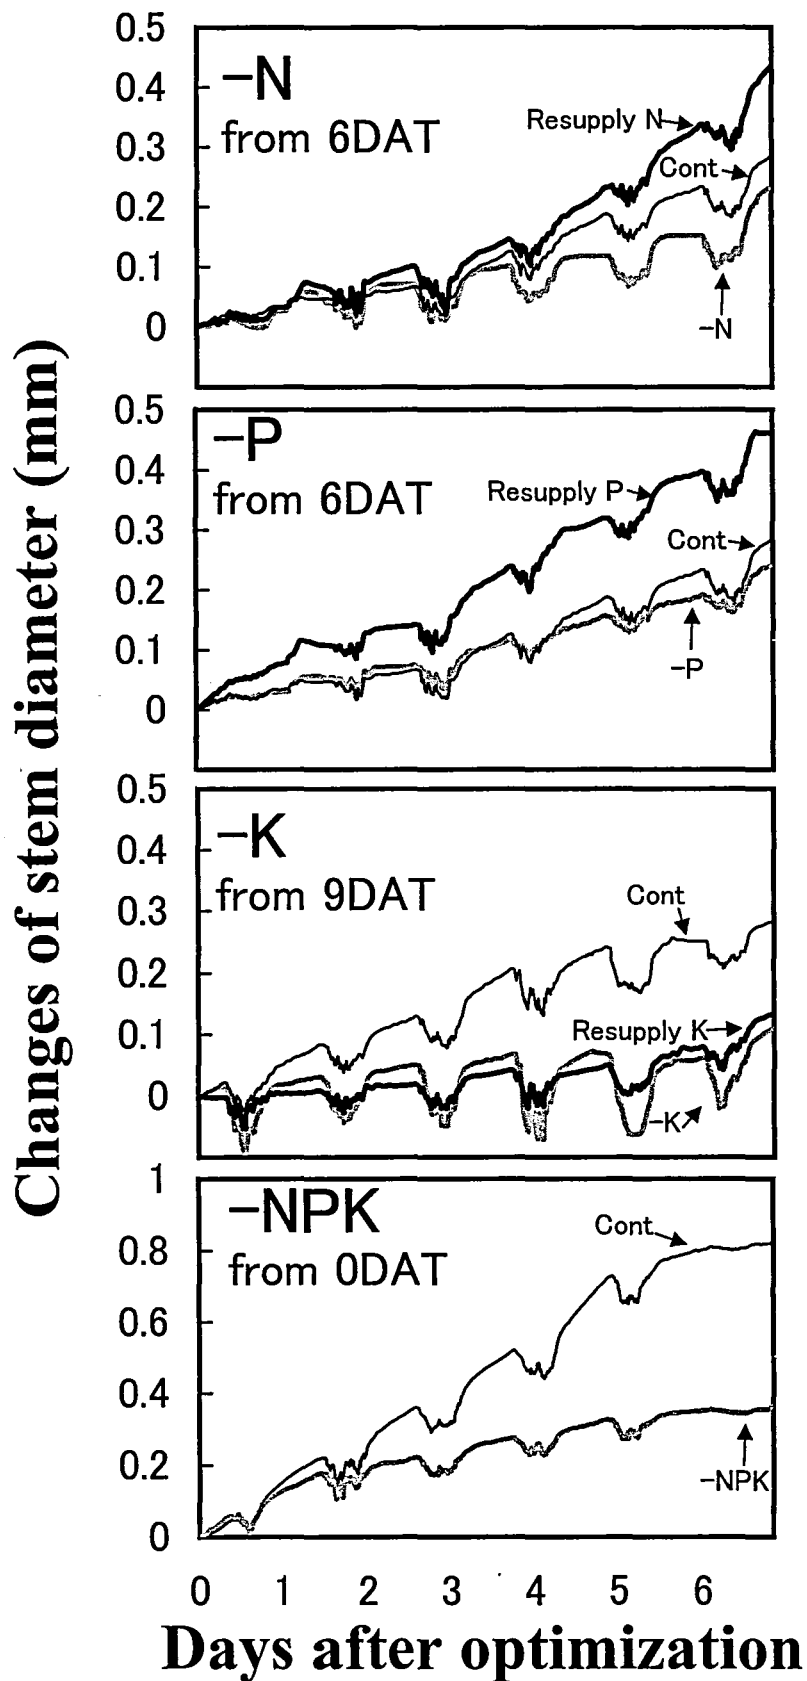 Changes of stem diameter (mm)
0.5
0.4
0.3
0.2
0.1
0
–N
from 6DAT
Resupply N
Cont
–N
0.5
0.4
0.3
0.2
0.1
0
–P
from 6DAT
Resupply P
Cont
–P
0.5
0.4
0.3
0.2
0.1
0
–K
from 9DAT
Cont
Resupply K
–K
1
0.8
0.6
0.4
0.2
0
–NPK
from 0DAT
Cont
–NPK
0 1 2 3 4 5 6
Days after optimization